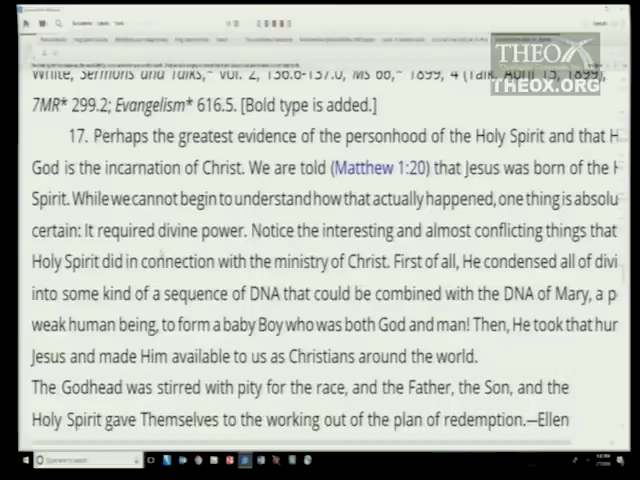 THEOX
THEOX.ORG
White, Sermons and Talks,* vol. 2, 136.6-137.0, Ms 66,* 1899, 4 (Talk. April 15, 1899),
7MR* 299.2; Evangelism* 616.5. [Bold type is added.]
17. Perhaps the greatest evidence of the personhood of the Holy Spirit and that H
God is the incarnation of Christ. We are told (Matthew 1:20) that Jesus was born of the H
Spirit. While we cannot begin to understand how that actually happened, one thing is absolu
certain: It required divine power. Notice the interesting and almost conflicting things that
Holy Spirit did in connection with the ministry of Christ. First of all, He condensed all of divi
into some kind of a sequence of DNA that could be combined with the DNA of Mary, a p
weak human being, to form a baby Boy who was both God and man! Then, He took that hur
Jesus and made Him available to us as Christians around the world.
The Godhead was stirred with pity for the race, and the Father, the Son, and the
Holy Spirit gave Themselves to the working out of the plan of redemption.—Ellen